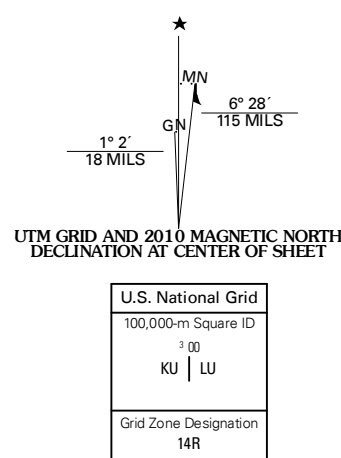 ★
MN
6° 28´
115 MILS
GN
1° 2´
18 MILS
UTM GRID AND 2010 MAGNETIC NORTH
DECLINATION AT CENTER OF SHEET
U.S. National Grid
100,000-m Square ID
3 00
KU | LU
Grid Zone Designation
14R